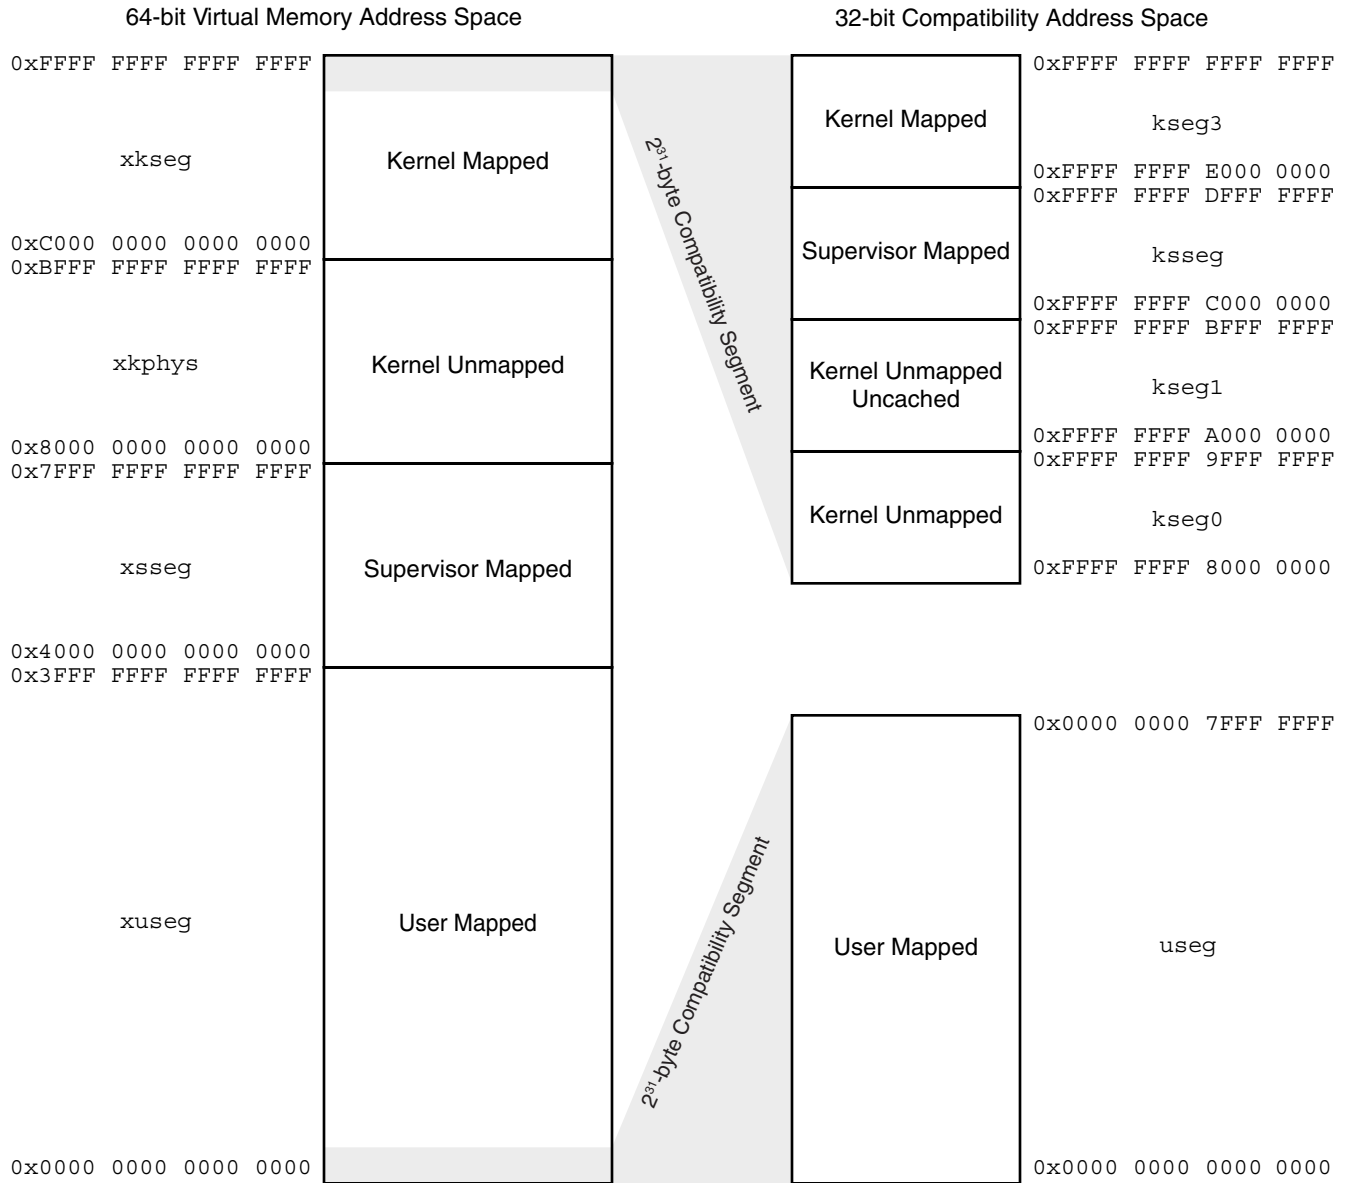 64-bit Virtual Memory Address Space
32-bit Compatibility Address Space
0xFFFF FFFF FFFF FFFF
xkseg
Kernel Mapped
0xC000 0000 0000 0000
0xBFFF FFFF FFFF FFFF
xkphys
Kernel Unmapped
0x8000 0000 0000 0000
0x7FFF FFFF FFFF FFFF
xsseg
Supervisor Mapped
0x4000 0000 0000 0000
0x3FFF FFFF FFFF FFFF
xuseg
User Mapped
0x0000 0000 0000 0000
2³¹-byte Compatibility Segment
2³¹-byte Compatibility Segment
0xFFFF FFFF FFFF FFFF
Kernel Mapped
kseg3
0xFFFF FFFF E000 0000
0xFFFF FFFF DFFF FFFF
Supervisor Mapped
ksseg
0xFFFF FFFF C000 0000
0xFFFF FFFF BFFF FFFF
Kernel Unmapped
Uncached
kseg1
0xFFFF FFFF A000 0000
0xFFFF FFFF 9FFF FFFF
Kernel Unmapped
kseg0
0xFFFF FFFF 8000 0000
0x0000 0000 7FFF FFFF
User Mapped
useg
0x0000 0000 0000 0000